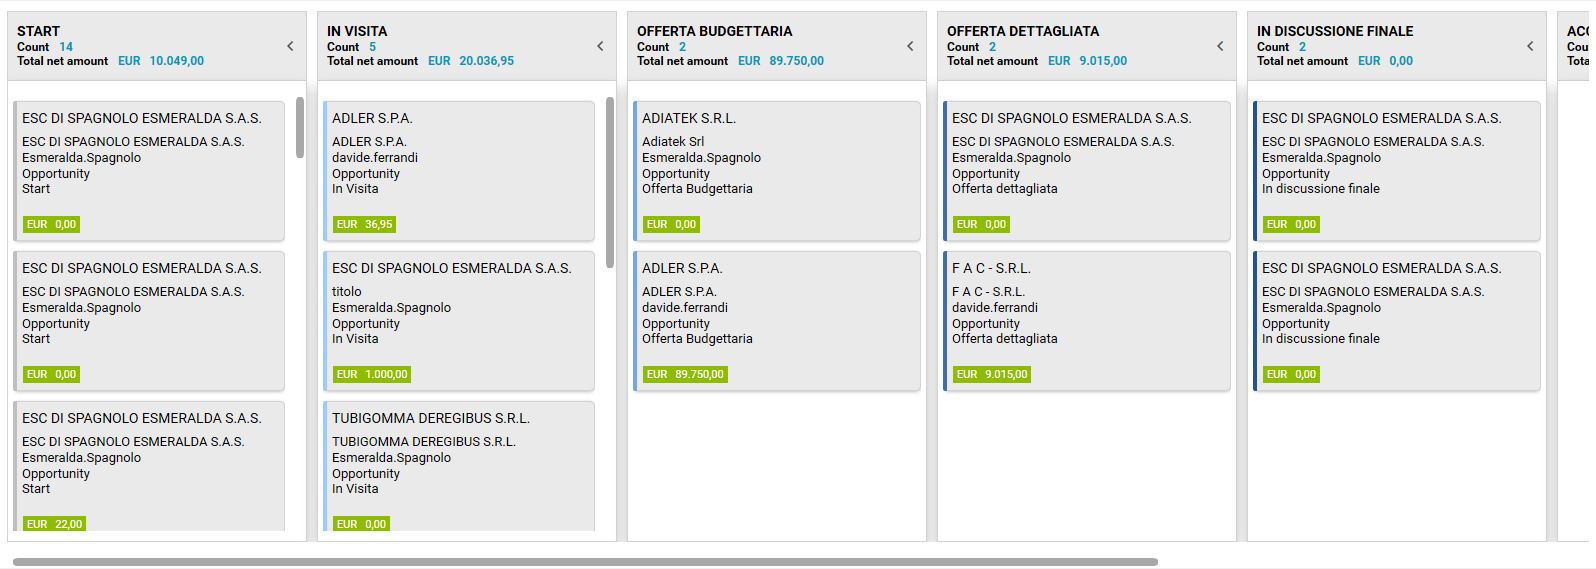 START
Count 14
Total net amount EUR 10.049,00
ESC DI SPAGNOLO ESMERALDA S.A.S.
ESC DI SPAGNOLO ESMERALDA S.A.S.
Esmeralda.Spagnolo
Opportunity
Start
EUR 0,00
ESC DI SPAGNOLO ESMERALDA S.A.S.
ESC DI SPAGNOLO ESMERALDA S.A.S.
Esmeralda.Spagnolo
Opportunity
Start
EUR 0,00
ESC DI SPAGNOLO ESMERALDA S.A.S.
ESC DI SPAGNOLO ESMERALDA S.A.S.
Esmeralda.Spagnolo
Opportunity
Start
EUR 22,00
IN VISITA
Count 5
Total net amount EUR 20.036,95
ADLER S.P.A.
ADLER S.P.A.
davide.ferrandi
Opportunity
In Visita
EUR 36,95
ESC DI SPAGNOLO ESMERALDA S.A.S.
titolo
Esmeralda.Spagnolo
Opportunity
In Visita
EUR 1.000,00
TUBIGOMMA DEREGIBUS S.R.L.
TUBIGOMMA DEREGIBUS S.R.L.
Esmeralda.Spagnolo
Opportunity
In Visita
EUR 0,00
OFFERTA BUDGETTARIA
Count 2
Total net amount EUR 89.750,00
ADIATEK S.R.L.
Adiatek Srl
Esmeralda.Spagnolo
Opportunity
Offerta Budgettaria
EUR 0,00
ADLER S.P.A.
ADLER S.P.A.
davide.ferrandi
Opportunity
Offerta Budgettaria
EUR 89.750,00
OFFERTA DETTAGLIATA
Count 2
Total net amount EUR 9.015,00
ESC DI SPAGNOLO ESMERALDA S.A.S.
ESC DI SPAGNOLO ESMERALDA S.A.S.
Esmeralda.Spagnolo
Opportunity
Offerta dettagliata
EUR 0,00
F A C - S.R.L.
F A C - S.R.L.
davide.ferrandi
Opportunity
Offerta dettagliata
EUR 9.015,00
IN DISCUSSIONE FINALE
Count 2
Total net amount EUR 0,00
ESC DI SPAGNOLO ESMERALDA S.A.S.
ESC DI SPAGNOLO ESMERALDA S.A.S.
Esmeralda.Spagnolo
Opportunity
In discussione finale
EUR 0,00
ESC DI SPAGNOLO ESMERALDA S.A.S.
ESC DI SPAGNOLO ESMERALDA S.A.S.
Esmeralda.Spagnolo
Opportunity
In discussione finale
EUR 0,00